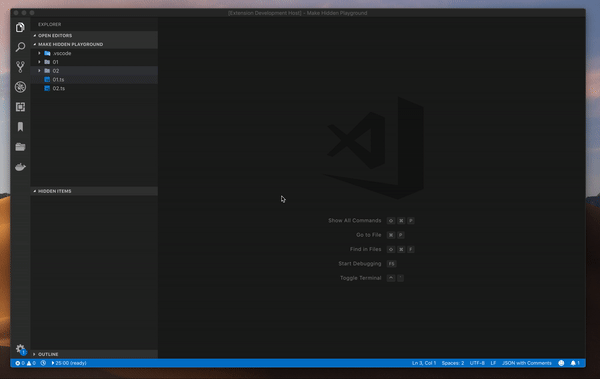 [Extension Development Host] - Make Hidden Playground
EXPLORER
OPEN EDITORS
MAKE HIDDEN PLAYGROUND
.vscode
01
02
01.ts
02.ts
HIDDEN ITEMS
Show All Commands ⇧ ⌘ P
Go to File ⌘ P
Find in Files ⇧ ⌘ F
Start Debugging F5
Toggle Terminal ⌃ `
OUTLINE
0 0 25:00 (ready) Ln 3, Col 1 Spaces: 2 UTF-8 LF JSON with Comments 1